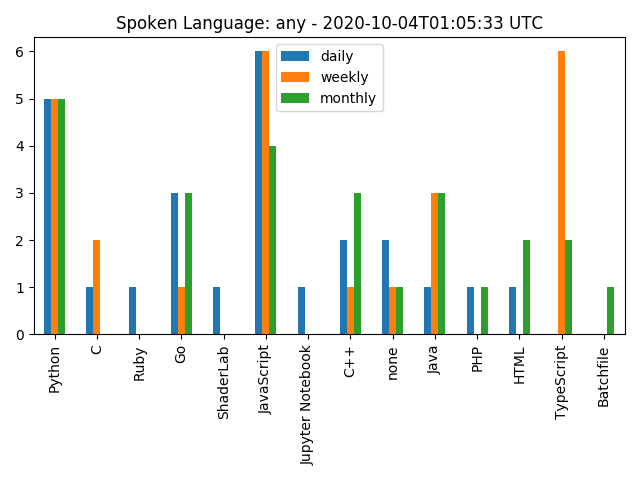 Spoken Language: any - 2020-10-04T01:05:33 UTC
daily
weekly
monthly
6
5
4
3
2
1
0
Python
C
Ruby
Go
ShaderLab
JavaScript
Jupyter Notebook
C++
none
Java
PHP
HTML
TypeScript
Batchfile